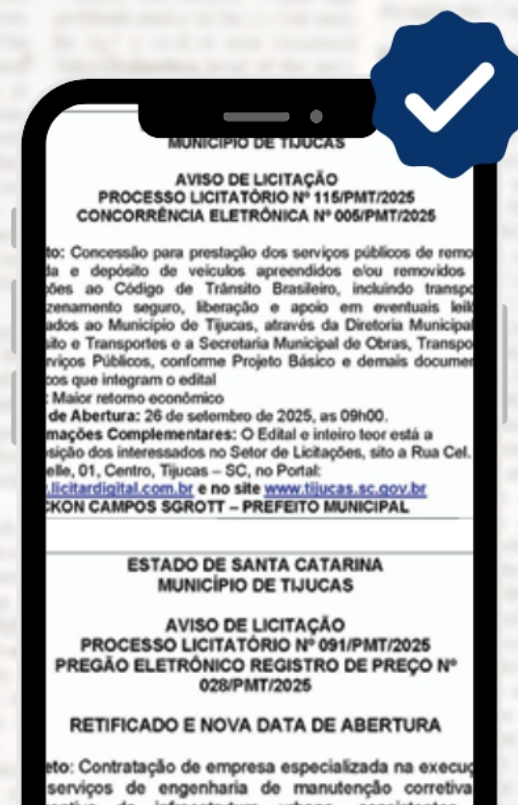 MUNICÍPIO DE TIJUCAS
AVISO DE LICITAÇÃO
PROCESSO LICITATÓRIO Nº 115/PMT/2025
CONCORRÊNCIA ELETRÔNICA Nº 005/PMT/2025
to: Concessão para prestação dos serviços públicos de remo
da e depósito de veículos apreendidos e/ou removidos
ões ao Código de Trânsito Brasileiro, incluindo transpo
zenamento seguro, liberação e apoio em eventuais leil
ados ao Município de Tijucas, através da Diretoria Municipal
sito e Transportes e a Secretaria Municipal de Obras, Transpo
rviços Públicos, conforme Projeto Básico e demais documen
cos que integram o edital
: Maior retorno econômico
de Abertura: 26 de setembro de 2025, as 09h00.
mações Complementares: O Edital e inteiro teor está a
sição dos interessados no Setor de Licitações, sito a Rua Cel.
elle, 01, Centro, Tijucas – SC, no Portal:
.licitardigital.com.br e no site www.tijucas.sc.gov.br
CKON CAMPOS SGROTT – PREFEITO MUNICIPAL
ESTADO DE SANTA CATARINA
MUNICÍPIO DE TIJUCAS
AVISO DE LICITAÇÃO
PROCESSO LICITATÓRIO Nº 091/PMT/2025
PREGÃO ELETRÔNICO REGISTRO DE PREÇO Nº
028/PMT/2025
RETIFICADO E NOVA DATA DE ABERTURA
eto: Contratação de empresa especializada na execuç
serviços de engenharia de manutenção corretiva